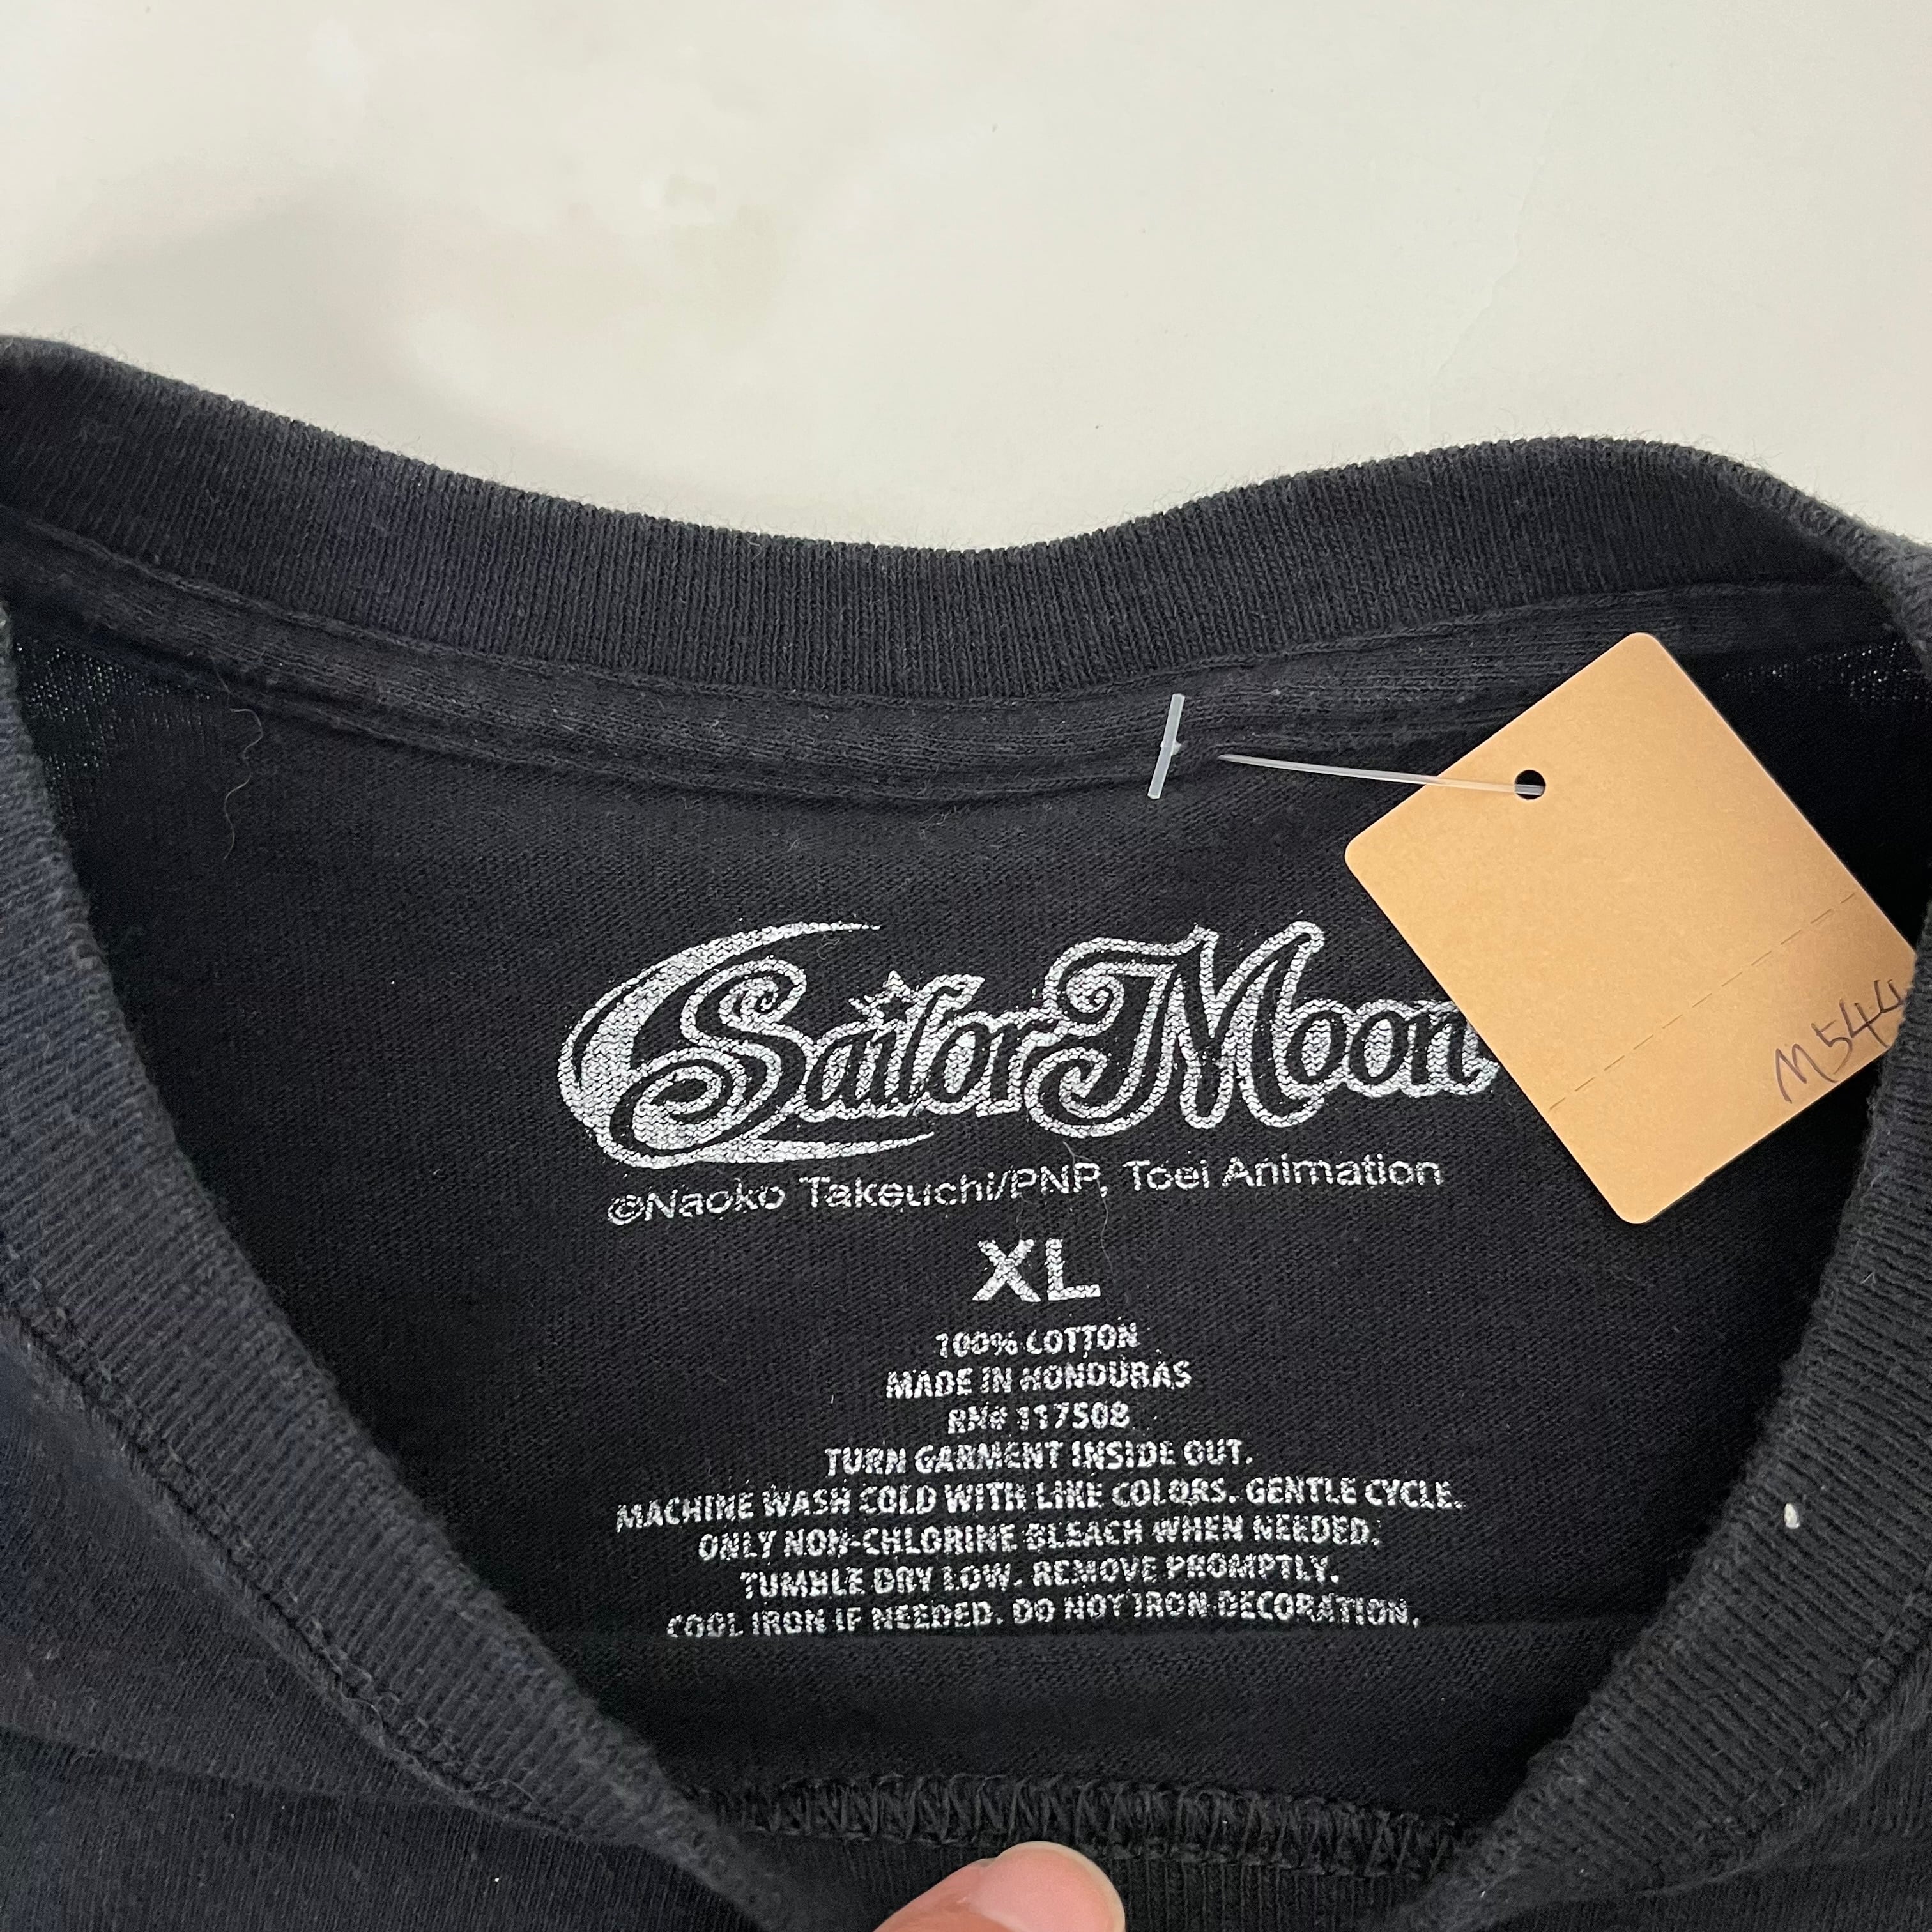 Sailor Moon
©Naoko Takeuchi/PNP, Toei Animation
XL
100% COTTON
MADE IN HONDURAS
RN# 117508
TURN GARMENT INSIDE OUT.
MACHINE WASH COLD WITH LIKE COLORS. GENTLE CYCLE.
ONLY NON-CHLORINE BLEACH WHEN NEEDED.
TUMBLE DRY LOW. REMOVE PROMPTLY.
COOL IRON IF NEEDED. DO NOT IRON DECORATION.
M544